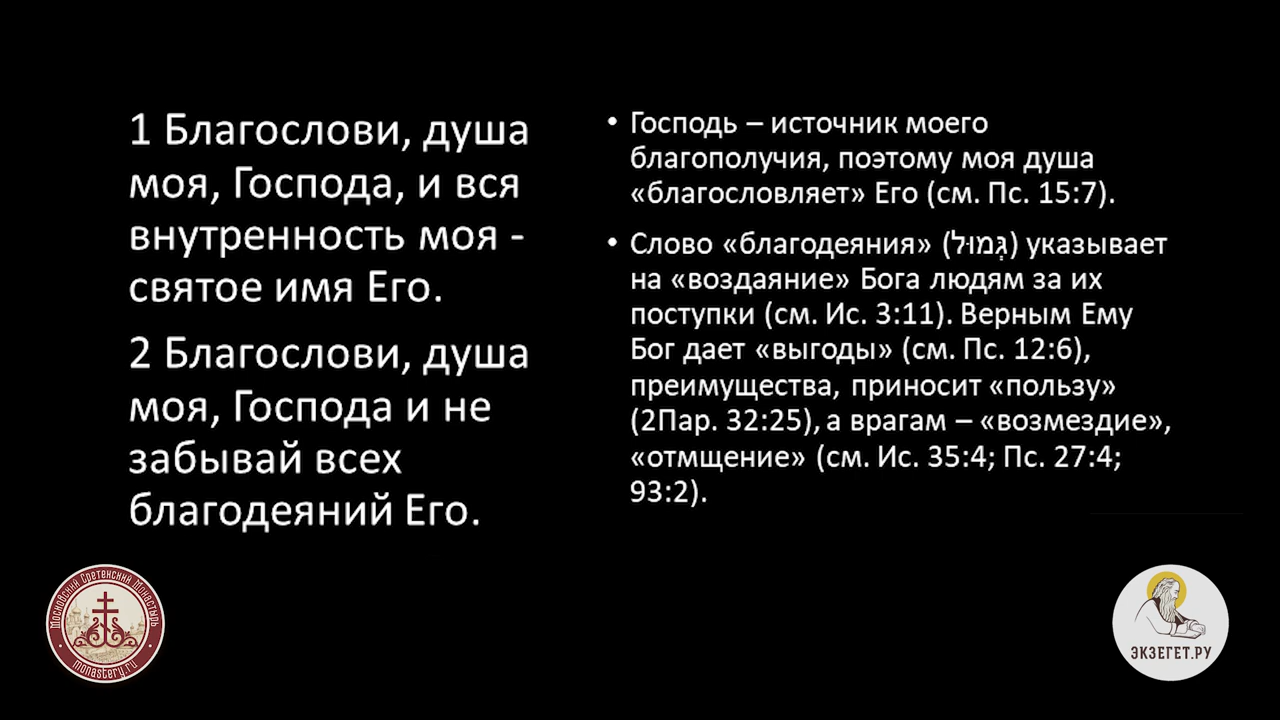 1 Благослови, душа
моя, Господа, и вся
внутренность моя -
святое имя Его.
2 Благослови, душа
моя, Господа и не
забывай всех
благодеяний Его.
• Господь – источник моего
благополучия, поэтому моя душа
«благословляет» Его (см. Пс. 15:7).
• Слово «благодеяния» (גְּמוּל) указывает
на «воздаяние» Бога людям за их
поступки (см. Ис. 3:11). Верным Ему
Бог дает «выгоды» (см. Пс. 12:6),
преимущества, приносит «пользу»
(2Пар. 32:25), а врагам – «возмездие»,
«отмщение» (см. Ис. 35:4; Пс. 27:4;
93:2).
Московский Сретенский Монастырь
monastery.ru
ЭКЗЕГЕТ.РУ